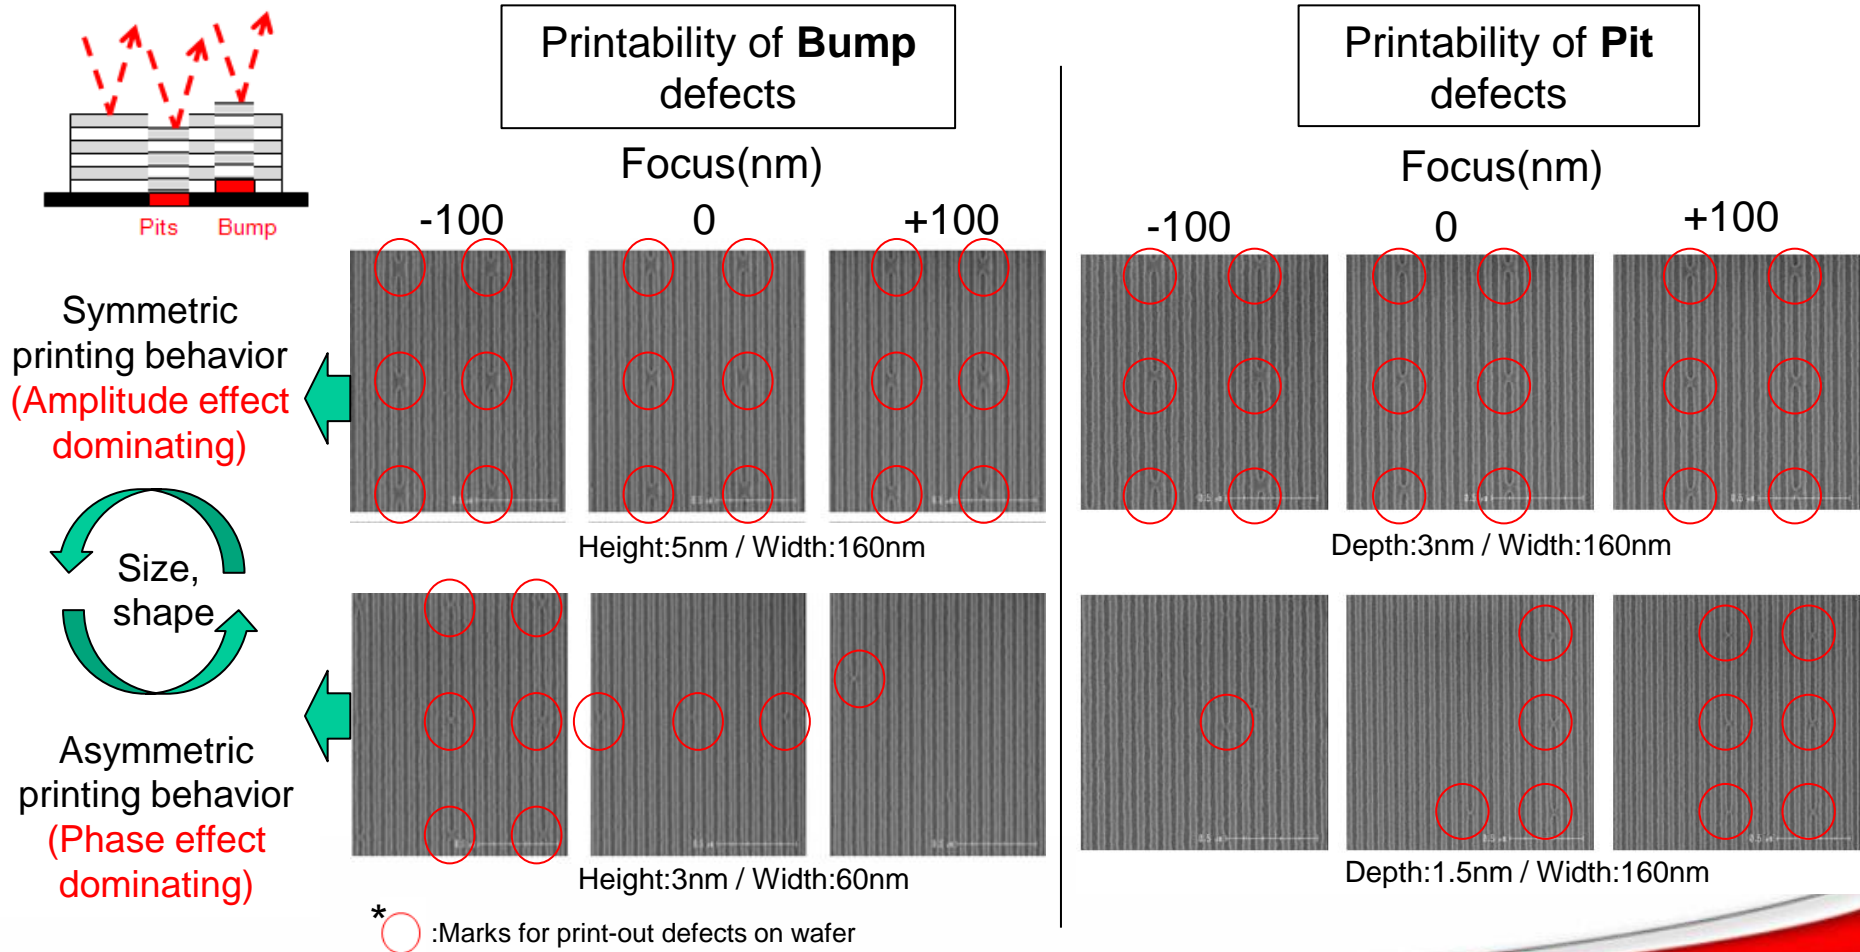 Pits
Bump
Printability of Bump
defects
Focus(nm)
-100
0
+100
Printability of Pit
defects
Focus(nm)
-100
0
+100
Symmetric
printing behavior
(Amplitude effect
dominating)
Height:5nm / Width:160nm
Depth:3nm / Width:160nm
Size,
shape
Asymmetric
printing behavior
(Phase effect
dominating)
Height:3nm / Width:60nm
Depth:1.5nm / Width:160nm
*
:Marks for print-out defects on wafer